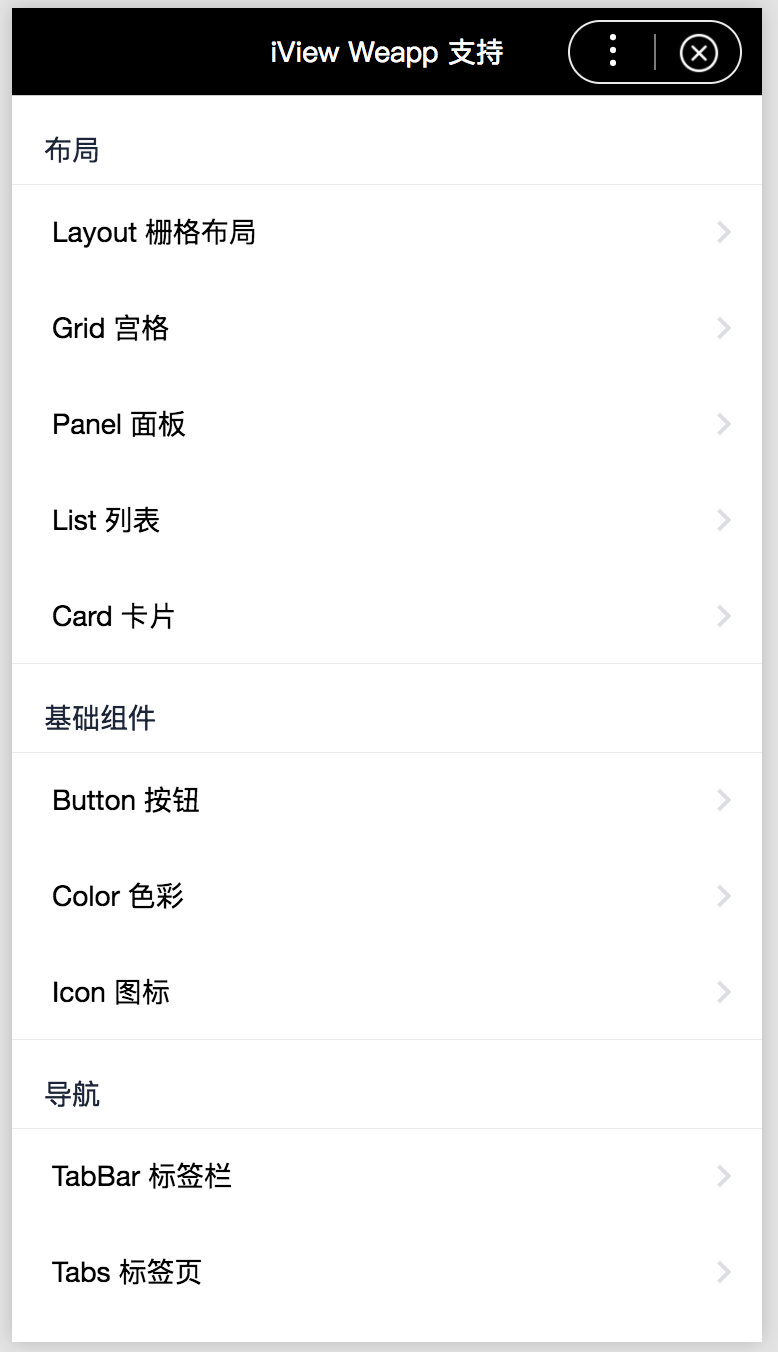 iView Weapp 支持
布局
Layout 栅格布局
Grid 宫格
Panel 面板
List 列表
Card 卡片
基础组件
Button 按钮
Color 色彩
Icon 图标
导航
TabBar 标签栏
Tabs 标签页